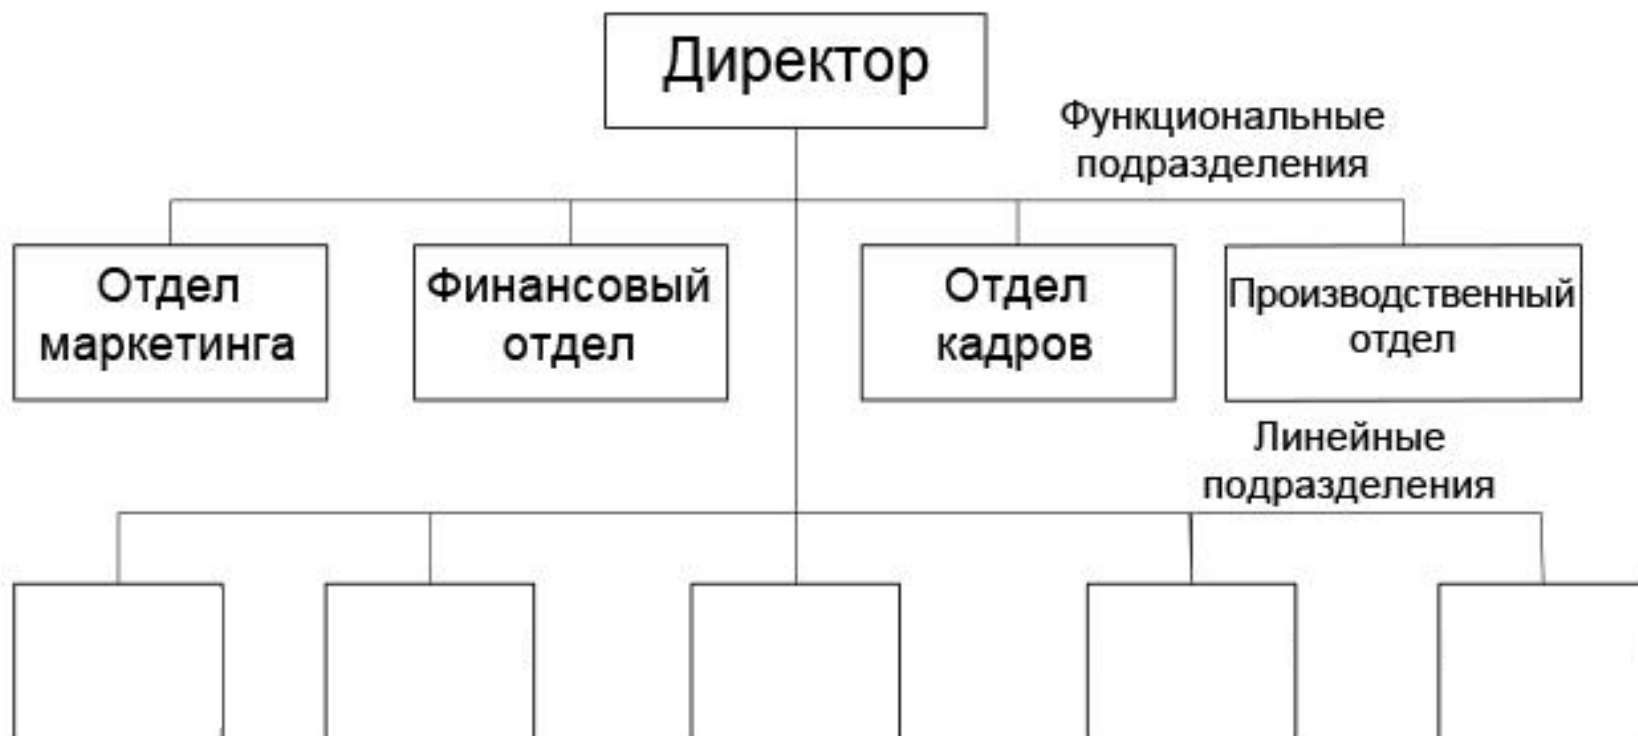 Директор
Функциональные
подразделения
Отдел
маркетинга
Финансовый
отдел
Отдел
кадров
Производственный
отдел
Линейные
подразделения